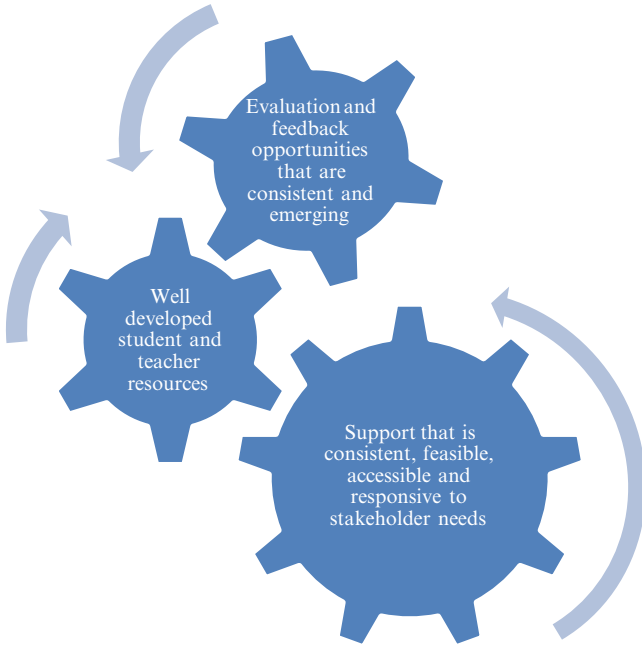 Evaluation and
feedback
opportunities
that are
consistent and
emerging
Well
developed
student and
teacher
resources
Support that is
consistent, feasible,
accessible and
responsive to
stakeholder needs